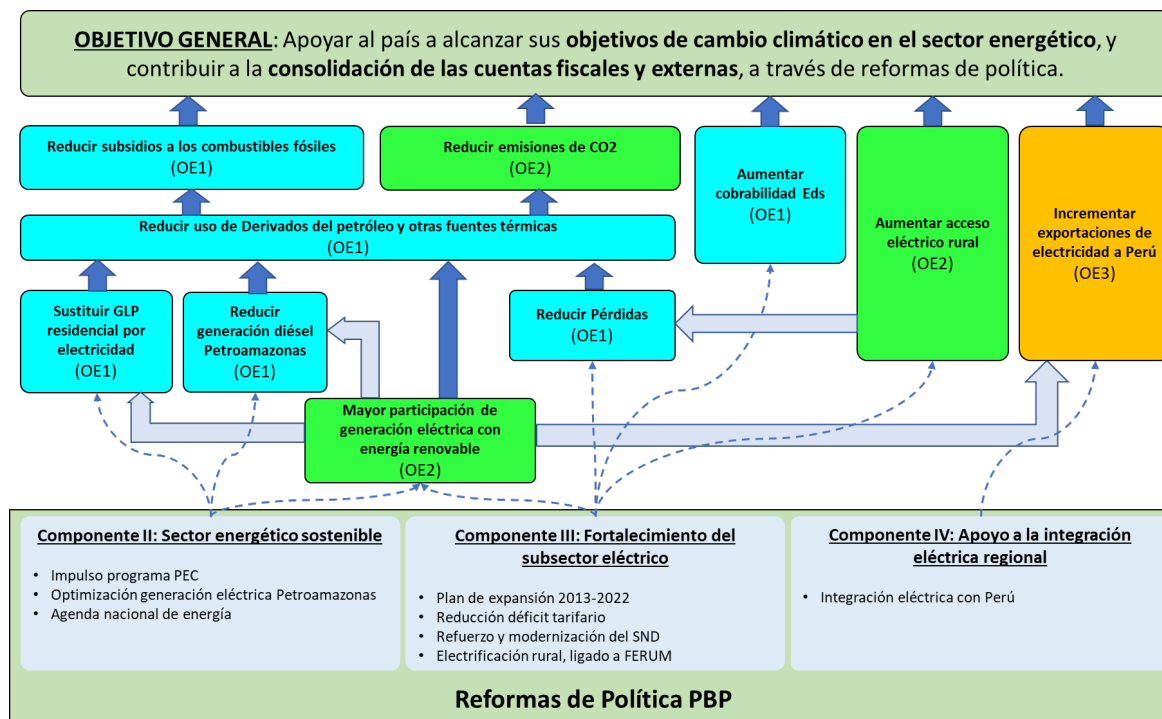 OBJETIVO GENERAL: Apoyar al país a alcanzar sus objetivos de cambio climático en el sector energético, y
contribuir a la consolidación de las cuentas fiscales y externas, a través de reformas de política.
Reducir subsidios a los combustibles fósiles
(OE1)
Reducir emisiones de CO2
(OE2)
Aumentar
cobrabilidad Eds
(OE1)
Aumentar acceso
eléctrico rural
(OE2)
Incrementar
exportaciones de
electricidad a Perú
(OE3)
Reducir uso de Derivados del petróleo y otras fuentes térmicas
(OE1)
Sustituir GLP
residencial por
electricidad
(OE1)
Reducir
generación diésel
Petroamazonas
(OE1)
Reducir Pérdidas
(OE1)
Mayor participación de
generación eléctrica con
energía renovable
(OE2)
Componente II: Sector energético sostenible
• Impulso programa PEC
• Optimización generación eléctrica Petroamazonas
• Agenda nacional de energía
Componente III: Fortalecimiento del
subsector eléctrico
• Plan de expansión 2013-2022
• Reducción déficit tarifario
• Refuerzo y modernización del SND
• Electrificación rural, ligado a FERUM
Componente IV: Apoyo a la integración
eléctrica regional
• Integración eléctrica con Perú
Reformas de Política PBP